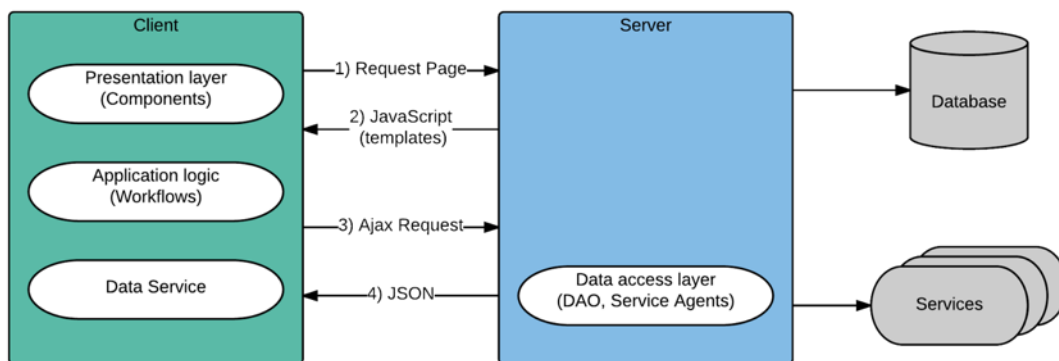 Client
Presentation layer
(Components)
Application logic
(Workflows)
Data Service
1) Request Page
2) JavaScript
(templates)
3) Ajax Request
4) JSON
Server
Data access layer
(DAO, Service Agents)
Database
Services